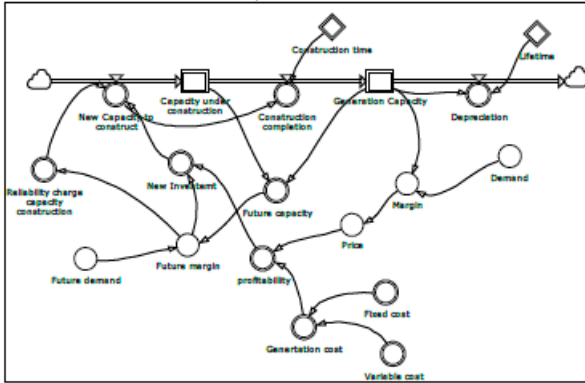 Construction time
Lifetime
Capacity under
construction
Generation Capacity
New Capacity to
construct
Construction
completion
Depreciation
Reliability charge
capacity
construction
New Investemt
Future capacity
Margin
Demand
Price
Future demand
Future margin
profitability
Fixed cost
Genertation cost
Variable cost